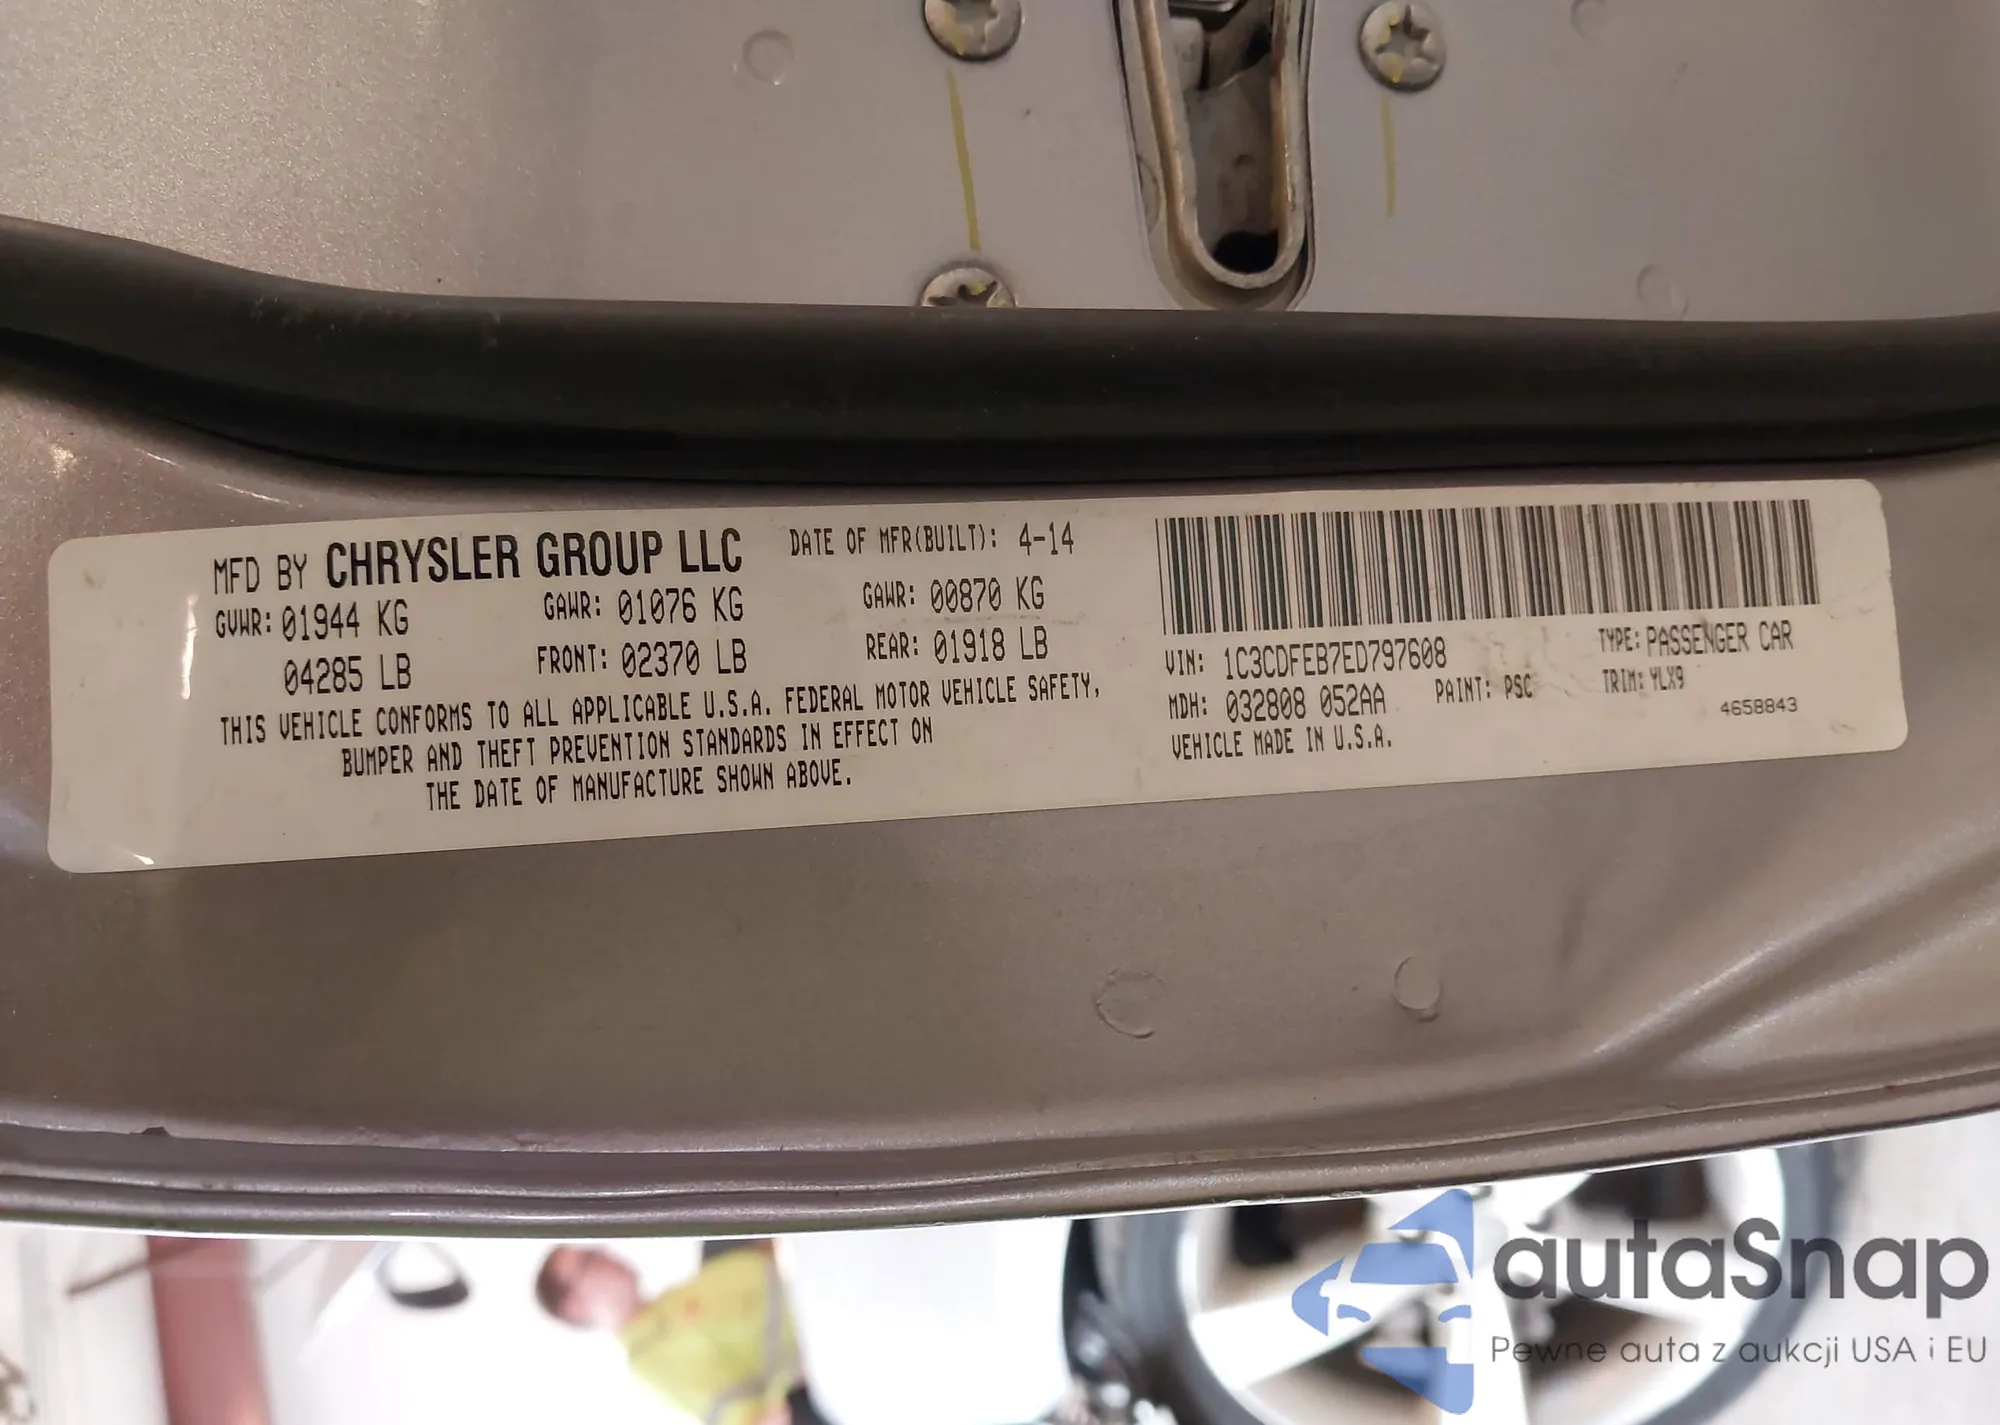 MFD BY CHRYSLER GROUP LLC DATE OF MFR(BUILT): 4-14
GVWR: 01944 KG GAWR: 01076 KG GAWR: 00870 KG
04285 LB FRONT: 02370 LB REAR: 01918 LB
THIS VEHICLE CONFORMS TO ALL APPLICABLE U.S.A. FEDERAL MOTOR VEHICLE SAFETY,
BUMPER AND THEFT PREVENTION STANDARDS IN EFFECT ON
THE DATE OF MANUFACTURE SHOWN ABOVE.
VIN: 1C3CDFEB7ED797608 TYPE: PASSENGER CAR
MDH: 032808 052AA PAINT: PSC TRIM: YLX9
VEHICLE MADE IN U.S.A. 4658843
autaSnap
Pewne auta z aukcji USA i EU